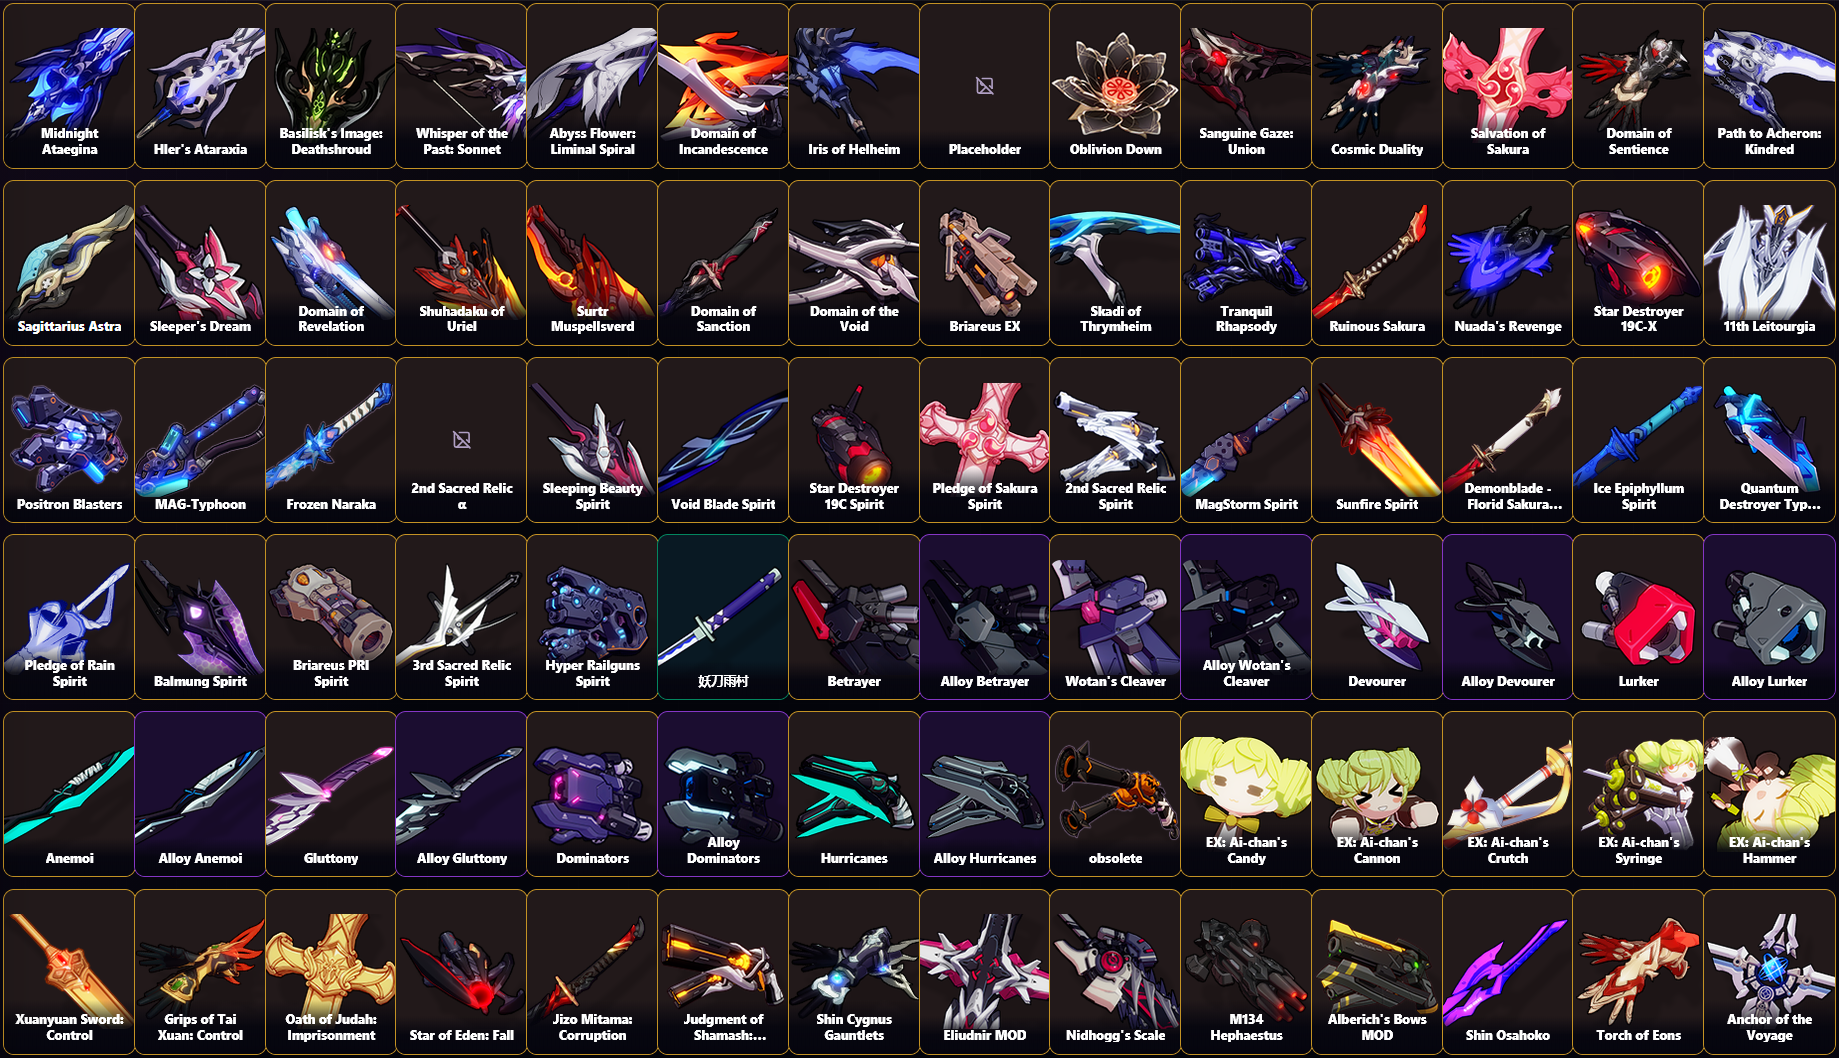 Midnight
Ataegina
Hler's Ataraxia
Basilisk's Image:
Deathshroud
Whisper of the
Past: Sonnet
Abyss Flower:
Liminal Spiral
Domain of
Incandescence
Iris of Helheim
Placeholder
Oblivion Down
Sanguine Gaze:
Union
Cosmic Duality
Salvation of
Sakura
Domain of
Sentience
Path to Acheron:
Kindred
Sagittarius Astra
Sleeper's Dream
Domain of
Revelation
Shuhadaku of
Uriel
Surtr
Muspellsverd
Domain of
Sanction
Domain of the
Void
Briareus EX
Skadi of
Thrymheim
Tranquil
Rhapsody
Ruinous Sakura
Nuada's Revenge
Star Destroyer
19C-X
11th Leitourgia
Positron Blasters
MAG-Typhoon
Frozen Naraka
2nd Sacred Relic
α
Sleeping Beauty
Spirit
Void Blade Spirit
Star Destroyer
19C Spirit
Pledge of Sakura
Spirit
2nd Sacred Relic
Spirit
MagStorm Spirit
Sunfire Spirit
Demonblade -
Florid Sakura...
Ice Epiphyllum
Spirit
Quantum
Destroyer Typ...
Pledge of Rain
Spirit
Balmung Spirit
Briareus PRI
Spirit
3rd Sacred Relic
Spirit
Hyper Railguns
Spirit
妖刀雨村
Betrayer
Alloy Betrayer
Wotan's Cleaver
Alloy Wotan's
Cleaver
Devourer
Alloy Devourer
Lurker
Alloy Lurker
Anemoi
Alloy Anemoi
Gluttony
Alloy Gluttony
Dominators
Alloy
Dominators
Hurricanes
Alloy Hurricanes
obsolete
EX: Ai-chan's
Candy
EX: Ai-chan's
Cannon
EX: Ai-chan's
Crutch
EX: Ai-chan's
Syringe
EX: Ai-chan's
Hammer
Xuanyuan Sword:
Control
Grips of Tai
Xuan: Control
Oath of Judah:
Imprisonment
Star of Eden: Fall
Jizo Mitama:
Corruption
Judgment of
Shamash:...
Shin Cygnus
Gauntlets
Eliudnir MOD
Nidhogg's Scale
M134
Hephaestus
Alberich's Bows
MOD
Shin Osahoko
Torch of Eons
Anchor of the
Voyage